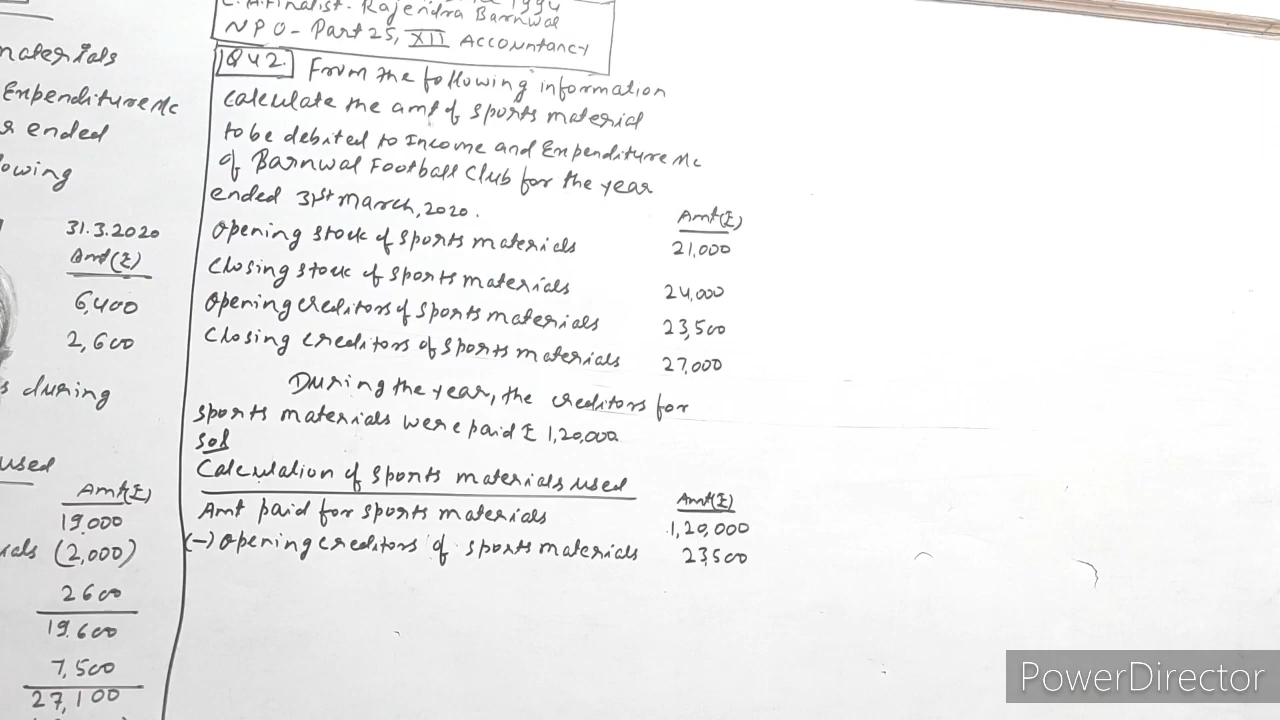 C.A.Finalist- Rajendra Barnwal
NPO- Part 25, XII Accountancy
Q42. From the following information
calculate the amt of sports material
to be debited to Income and Expenditure A/c
of Barnwal Football Club for the year
ended 31st March, 2020.
Amt(₹)
Opening stock of sports materials 21,000
Closing stock of sports materials 24,000
Opening creditors of sports materials 23,500
Closing creditors of sports materials 27,000
During the year, the creditors for
sports materials were paid ₹ 1,20,000
Sol
Calculation of sports materials used
Amt(₹)
Amt paid for sports materials 1,20,000
(-) Opening creditors of sports materials 23,500
materials
Expenditure A/c
ended
owing
31.3.2020
Amt(₹)
6,400
2,600
during
used
Amt(₹)
19,000
(2,000)
2600
19,600
7,500
27,100
PowerDirector